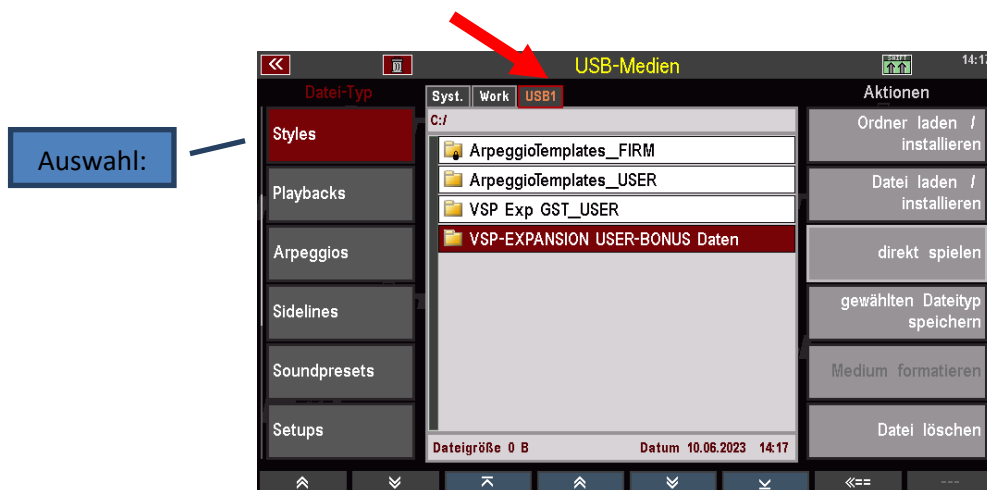 USB-Medien
14:17
Datei-Typ
Syst. Work USB1
Aktionen
C:/
Auswahl:
Styles
Playbacks
Arpeggios
Sidelines
Soundpresets
Setups
ArpeggioTemplates_FIRM
ArpeggioTemplates_USER
VSP Exp GST_USER
VSP-EXPANSION USER-BONUS Daten
Dateigröße 0 B Datum 10.06.2023 14:17
Ordner laden /
installieren
Datei laden /
installieren
direkt spielen
gewählten Dateityp
speichern
Medium formatieren
Datei löschen
«==
---